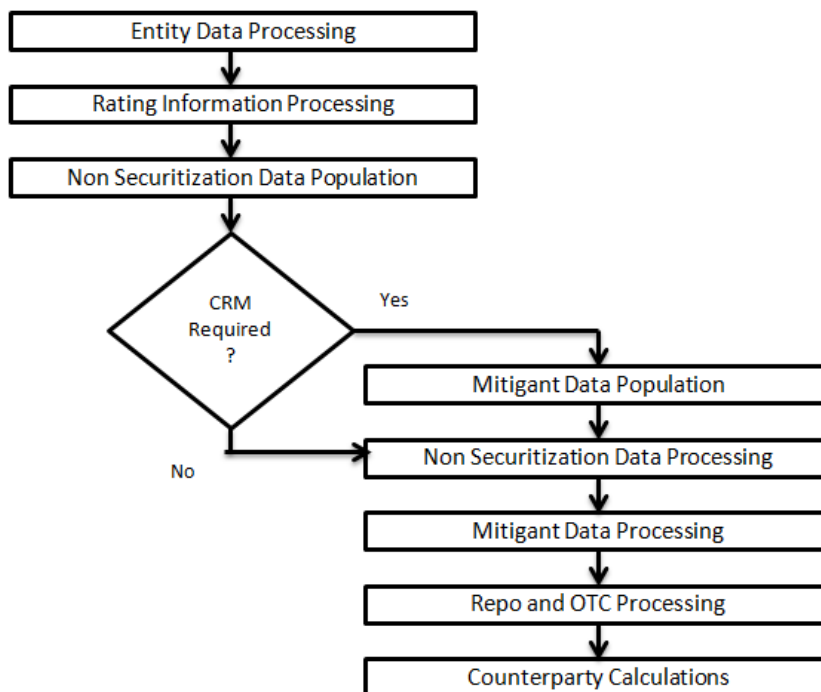 Entity Data Processing
Rating Information Processing
Non Securitization Data Population
CRM
Required
?
Yes
No
Mitigant Data Population
Non Securitization Data Processing
Mitigant Data Processing
Repo and OTC Processing
Counterparty Calculations